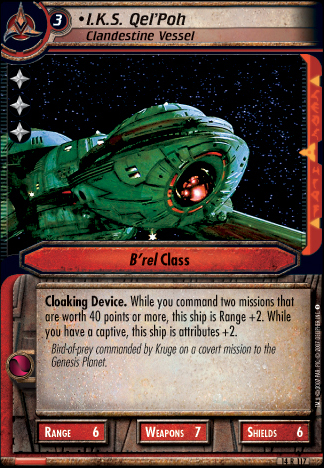 3
•I.K.S. Qel'Poh
Clandestine Vessel
B'rel Class
Cloaking Device. While you command two missions that
are worth 40 points or more, this ship is Range +2. While
you have a captive, this ship is attributes +2.
Bird-of-prey commanded by Kruge on a covert mission to the
Genesis Planet.
RANGE 6
WEAPONS 7
SHIELDS 6
14 R 117